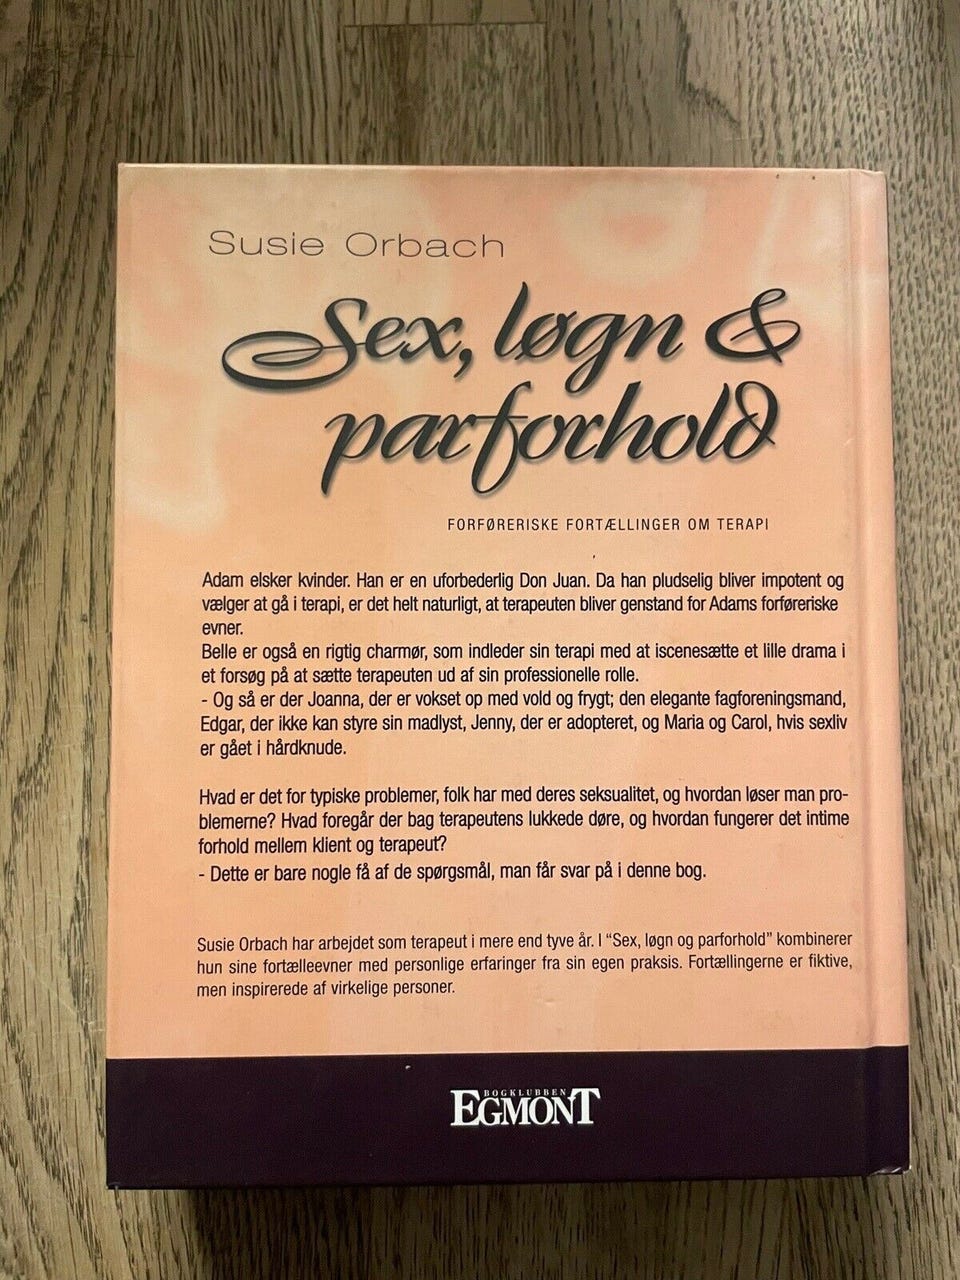 Susie Orbach
Sex, løgn &
parforhold
FORFØRERISKE FORTÆLLINGER OM TERAPI
Adam elsker kvinder. Han er en uforbederlig Don Juan. Da han pludselig bliver impotent og
vælger at gå i terapi, er det helt naturligt, at terapeuten bliver genstand for Adams forføreriske
evner.
Belle er også en rigtig charmør, som indleder sin terapi med at iscenesætte et lille drama i
et forsøg på at sætte terapeuten ud af sin professionelle rolle.
- Og så er der Joanna, der er vokset op med vold og frygt; den elegante fagforeningsmand,
Edgar, der ikke kan styre sin madlyst, Jenny, der er adopteret, og Maria og Carol, hvis sexliv
er gået i hårdknude.
Hvad er det for typiske problemer, folk har med deres seksualitet, og hvordan løser man pro-
blemerne? Hvad foregår der bag terapeutens lukkede døre, og hvordan fungerer det intime
forhold mellem klient og terapeut?
- Dette er bare nogle få af de spørgsmål, man får svar på i denne bog.
Susie Orbach har arbejdet som terapeut i mere end tyve år. I “Sex, løgn og parforhold” kombinerer
hun sine fortælleevner med personlige erfaringer fra sin egen praksis. Fortællingerne er fiktive,
men inspirerede af virkelige personer.
BOGKLUBBEN
EGMONT